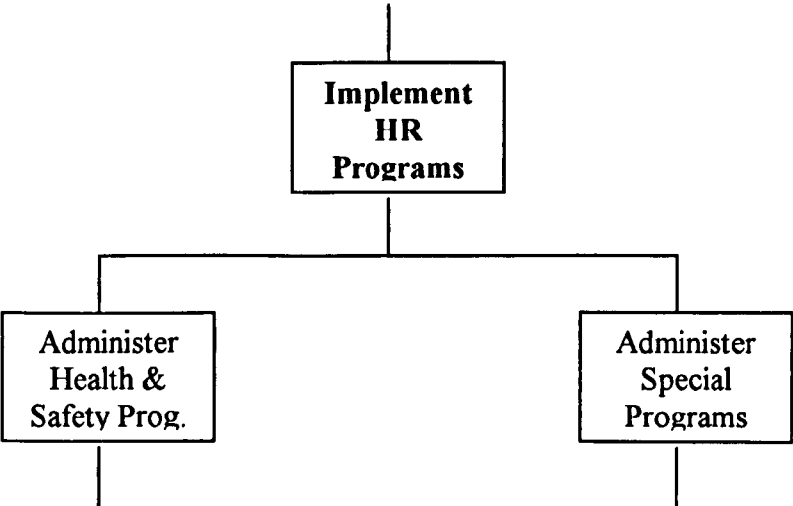 Implement
HR
Programs
Administer
Health &
Safety Prog.
Administer
Special
Programs